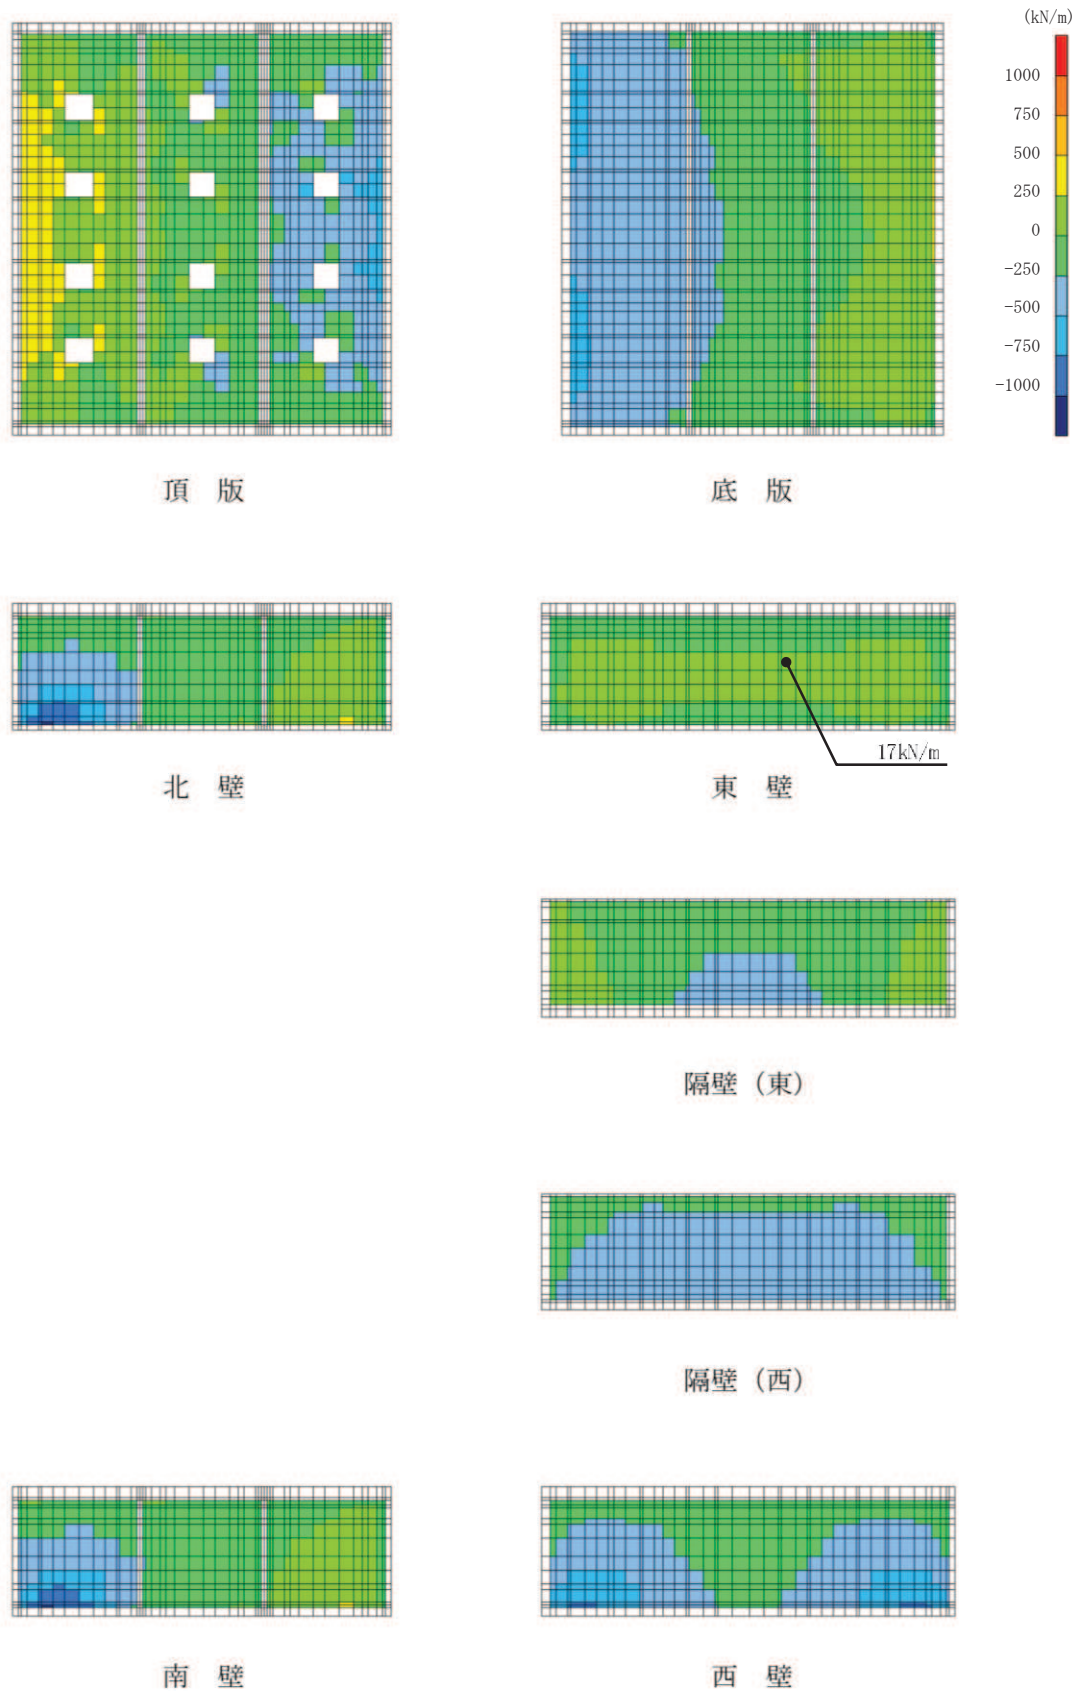 (kN/m)
1000
750
500
250
0
-250
-500
-750
-1000
頂 版
底 版
北 壁
17kN/m
東 壁
隔壁（東）
隔壁（西）
南 壁
西 壁